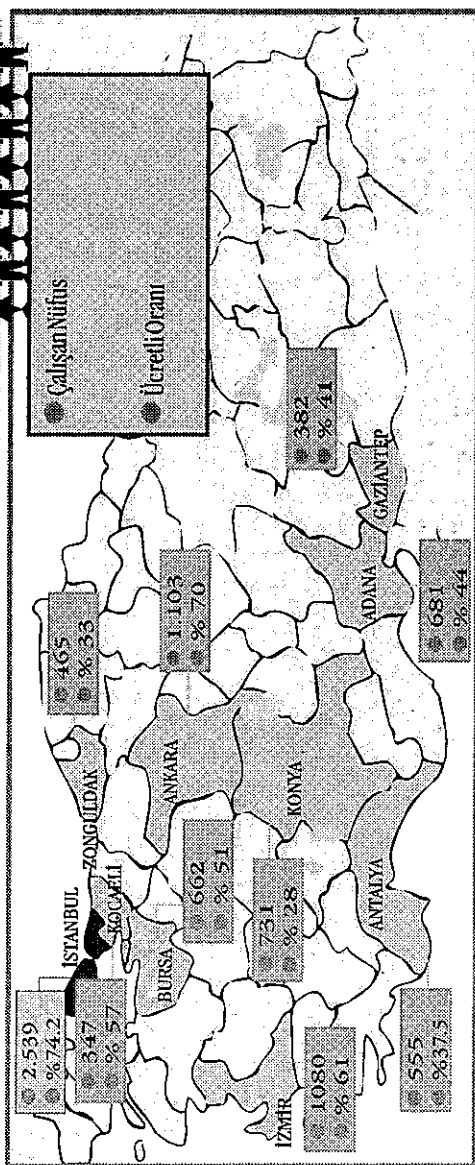 Çalışan Nüfus
Ücretli Oranı
2.539
%74.2
347
% 57
İSTANBUL
KOCAELİ
ZONGULDAK
465
% 33
BURSA
662
% 51
ANKARA
1.103
% 70
İZMİR
1080
% 61
731
% 28
KONYA
ANTALYA
555
%37.5
ADANA
681
% 44
GAZİANTEP
382
% 41